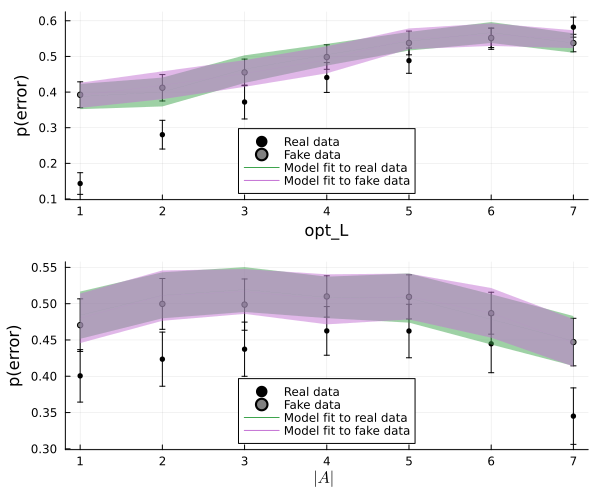 0.6
0.5
0.4
0.3
0.2
0.1
p(error)
Real data
Fake data
Model fit to real data
Model fit to fake data
1 2 3 4 5 6 7
opt_L
0.55
0.50
0.45
0.40
0.35
0.30
p(error)
Real data
Fake data
Model fit to real data
Model fit to fake data
1 2 3 4 5 6 7
|A|